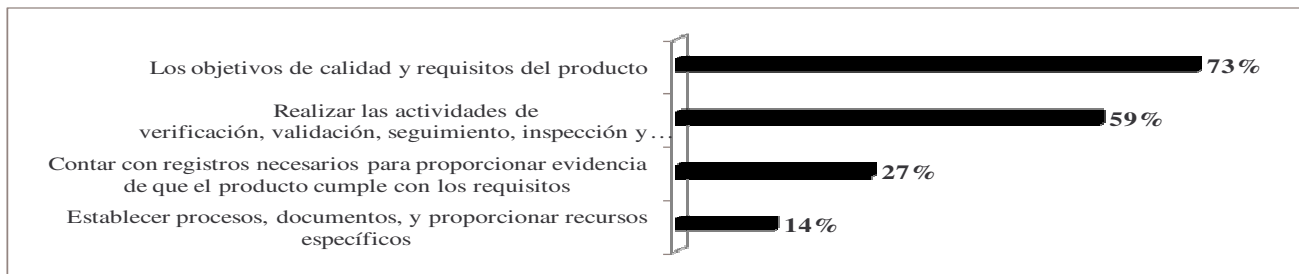 Los objetivos de calidad y requisitos del producto
73%
Realizar las actividades de
verificación, validación, seguimiento, inspección y ...
59%
Contar con registros necesarios para proporcionar evidencia
de que el producto cumple con los requisitos
27%
Establecer procesos, documentos, y proporcionar recursos
específicos
14%